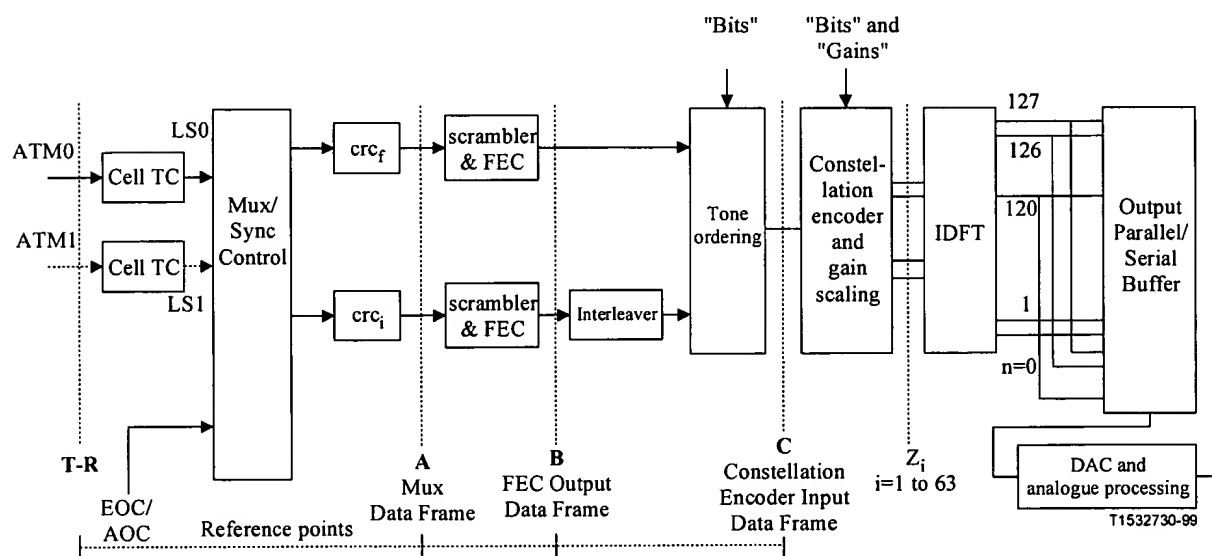 "Bits"
"Bits" and
"Gains"
ATM0
Cell TC
LS0
ATM1
Cell TC
LS1
Mux/
Sync
Control
crc_f
scrambler
& FEC
crc_i
scrambler
& FEC
Interleaver
Tone
ordering
Constel-
lation
encoder
and
gain
scaling
IDFT
127
126
120
1
n=0
Output
Parallel/
Serial
Buffer
DAC and
analogue processing
T1532730-99
T-R
EOC/
AOC
A
Mux
Data Frame
B
FEC Output
Data Frame
C
Constellation
Encoder Input
Data Frame
Z_i
i=1 to 63
Reference points